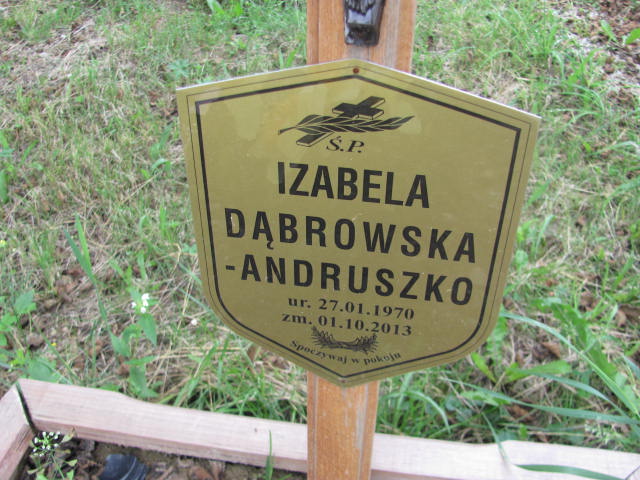 Ś.P.
IZABELA
DĄBROWSKA
-ANDRUSZKO
ur. 27.01.1970
zm. 01.10.2013
Spoczywaj w pokoju